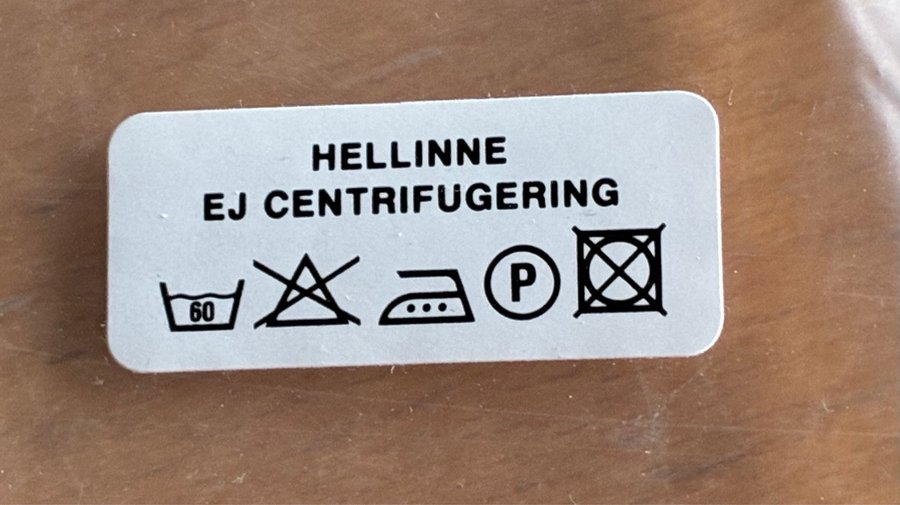 HELLINNE
EJ CENTRIFUGERING
60 P